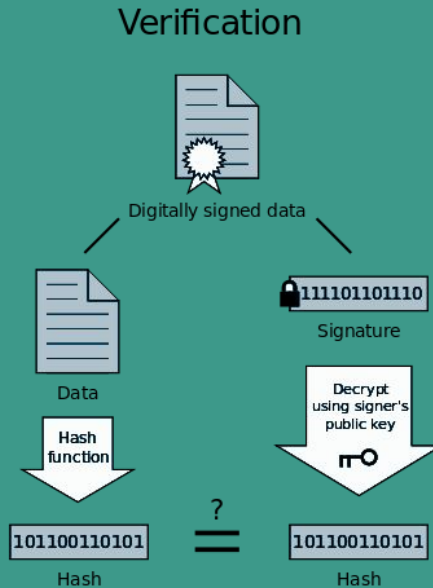 Verification
Digitally signed data
111101101110
Signature
Data
Decrypt
using signer's
public key
Hash
function
?
=
101100110101
101100110101
Hash
Hash